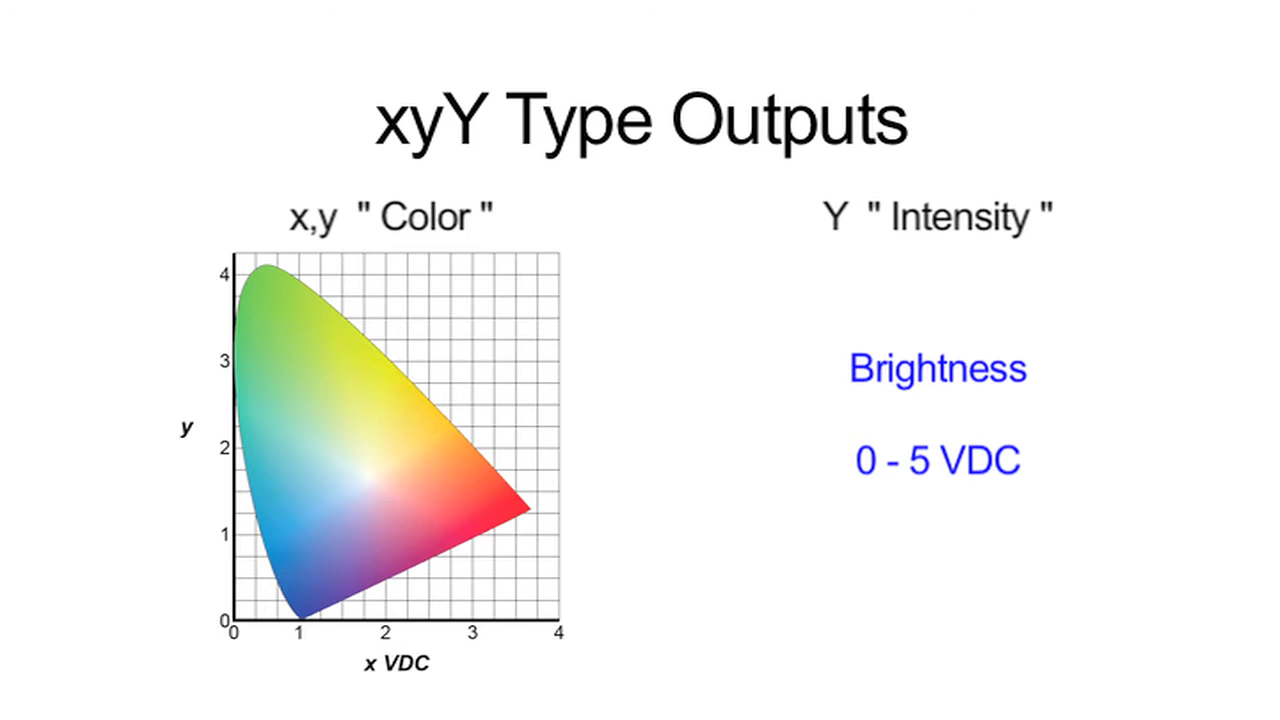 xyY Type Outputs
x,y " Color "
Y " Intensity "
4
3
2
1
0
y
0 1 2 3 4
x VDC
Brightness
0 - 5 VDC